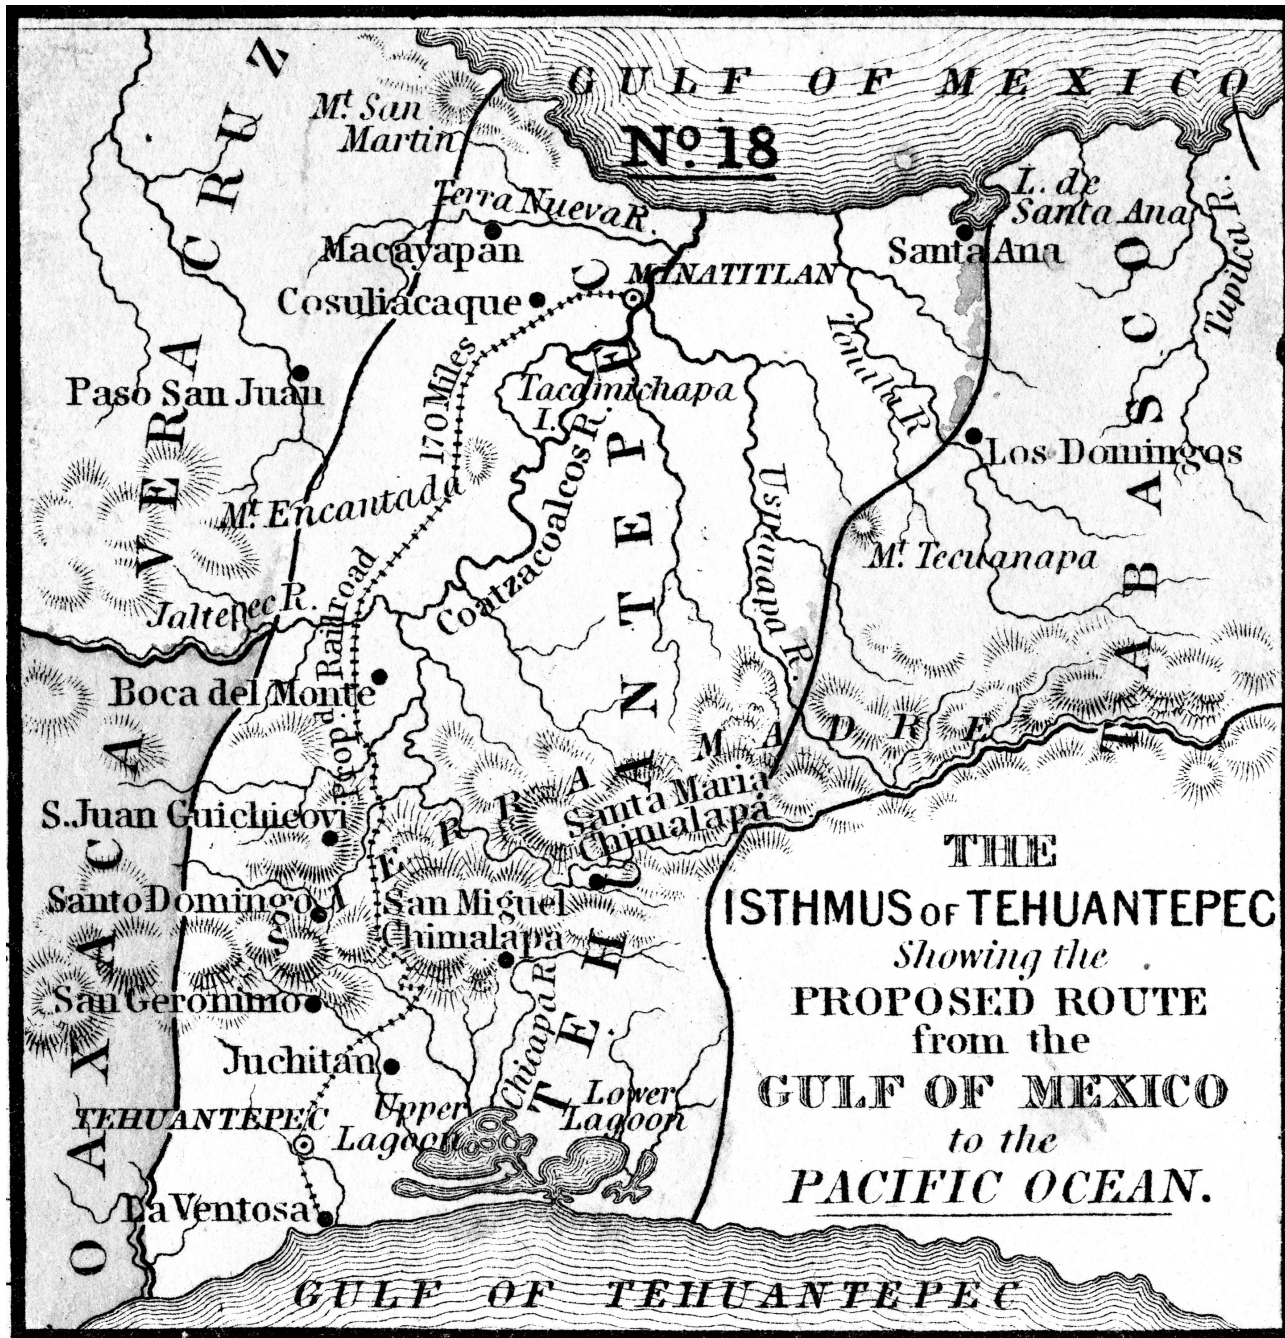 GULF OF MEXICO
No. 18
VERA CRUZ
Mt. San
Martin
Terra Nueva R.
Macayapan
L. de
Santa Ana
Santa Ana
Tupilca R.
MINATITLAN
Cosuliacaque
Tonala R.
Paso San Juan
170 Miles
Tacamichapa
I.
TABASCO
Los Domingos
Mt. Encantada
Coatzacoalcos R.
Uspanapa R.
Mt. Tecuanapa
Jaltepec R.
Propd. Railroad
Boca del Monte
SIERRA MADRE
S. Juan Guichicovi
Santa Maria
Chimalapa
Santo Domingo
San Miguel
Chimalapa
San Geronimo
Juchitan
Chicapa R.
TEHUANTEPEC
Upper
Lagoon
Lower
Lagoon
La Ventosa
OAXACA
TEHUANTEPEC
GULF OF TEHUANTEPEC
THE
ISTHMUS OF TEHUANTEPEC
Showing the
PROPOSED ROUTE
from the
GULF OF MEXICO
to the
PACIFIC OCEAN.